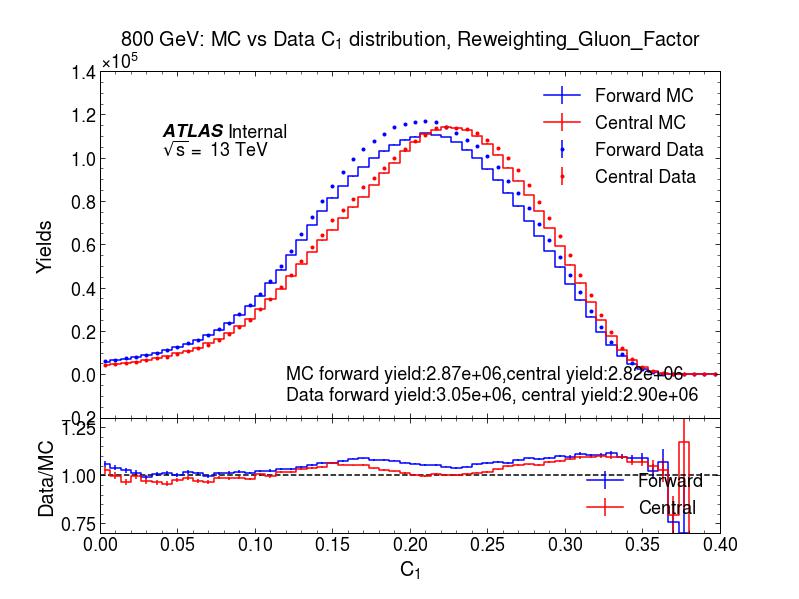 800 GeV: MC vs Data C₁ distribution, Reweighting_Gluon_Factor
×10⁵
1.4
1.2
1.0
0.8
0.6
0.4
0.2
0.0
0.2
Yields
ATLAS Internal
√s = 13 TeV
Forward MC
Central MC
Forward Data
Central Data
MC forward yield:2.87e+06,central yield:2.82e+06
Data forward yield:3.05e+06, central yield:2.90e+06
1.25
1.00
0.75
Data/MC
Forward
Central
0.00 0.05 0.10 0.15 0.20 0.25 0.30 0.35 0.40
C₁